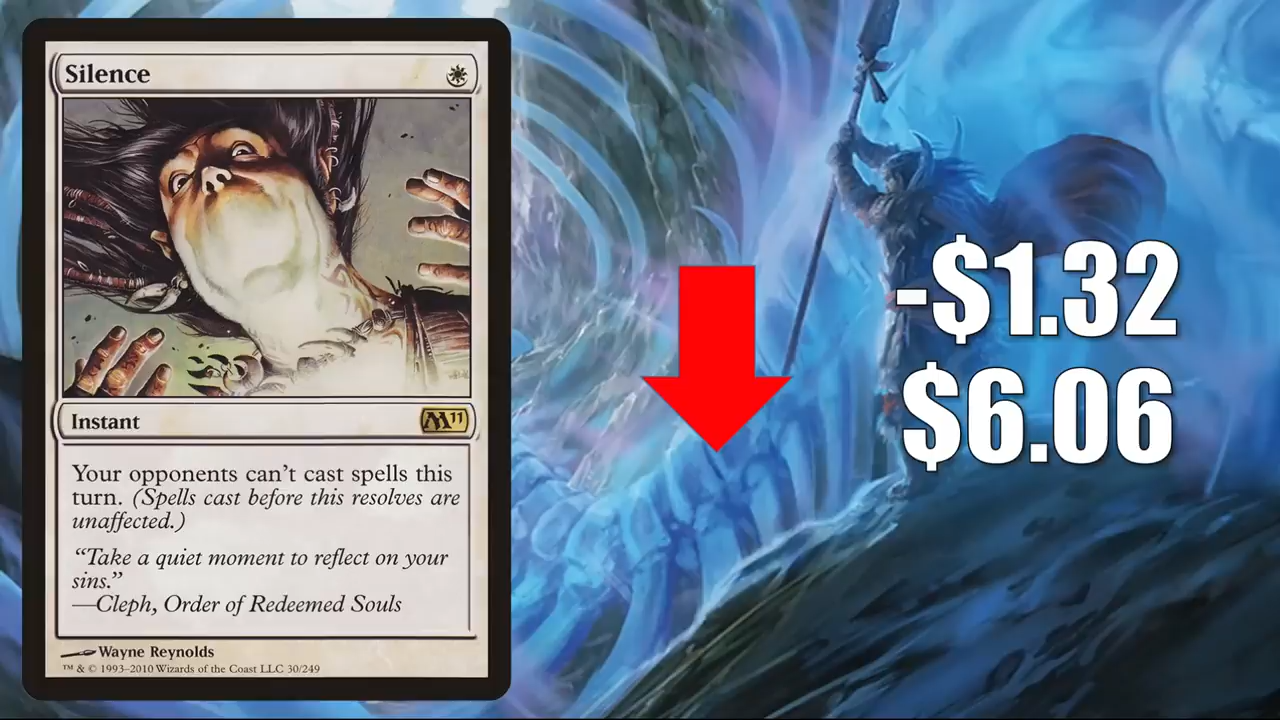 Silence
Instant
M11
Your opponents can't cast spells this
turn. (Spells cast before this resolves are
unaffected.)
"Take a quiet moment to reflect on your
sins."
—Cleph, Order of Redeemed Souls
Wayne Reynolds
™ & © 1993–2010 Wizards of the Coast LLC 30/249
-$1.32
$6.06